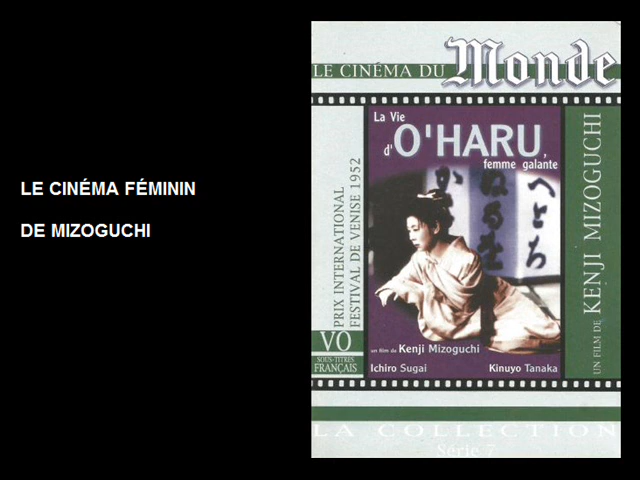 LE CINÉMA FÉMININ
DE MIZOGUCHI
LE CINÉMA DU Monde
La Vie
d'O'HARU,
femme galante
PRIX INTERNATIONAL
FESTIVAL DE VENISE 1952
UN FILM DE KENJI MIZOGUCHI
VO
SOUS-TITRES
FRANÇAIS
un film de Kenji Mizoguchi
Ichiro Sugai Kinuyo Tanaka
LA COLLECTION
Série 7